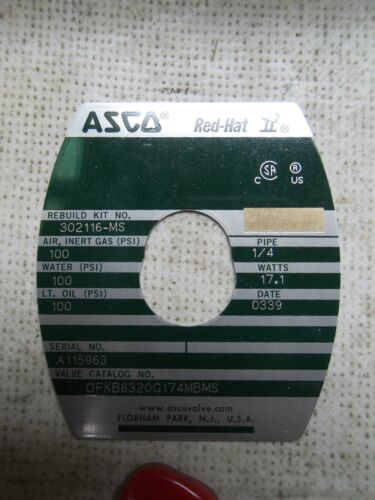 ASCO® Red-Hat II®
C SA ® C US
REBUILD KIT NO.
302116-MS
AIR, INERT GAS (PSI) PIPE
100 1/4
WATER (PSI) WATTS
100 17.1
LT. OIL (PSI) DATE
100 0339
SERIAL NO.
A115963
VALVE CATALOG NO.
OFKB8320G174MBMS
www.ascovalve.com
FLORHAM PARK, N.J., U.S.A.